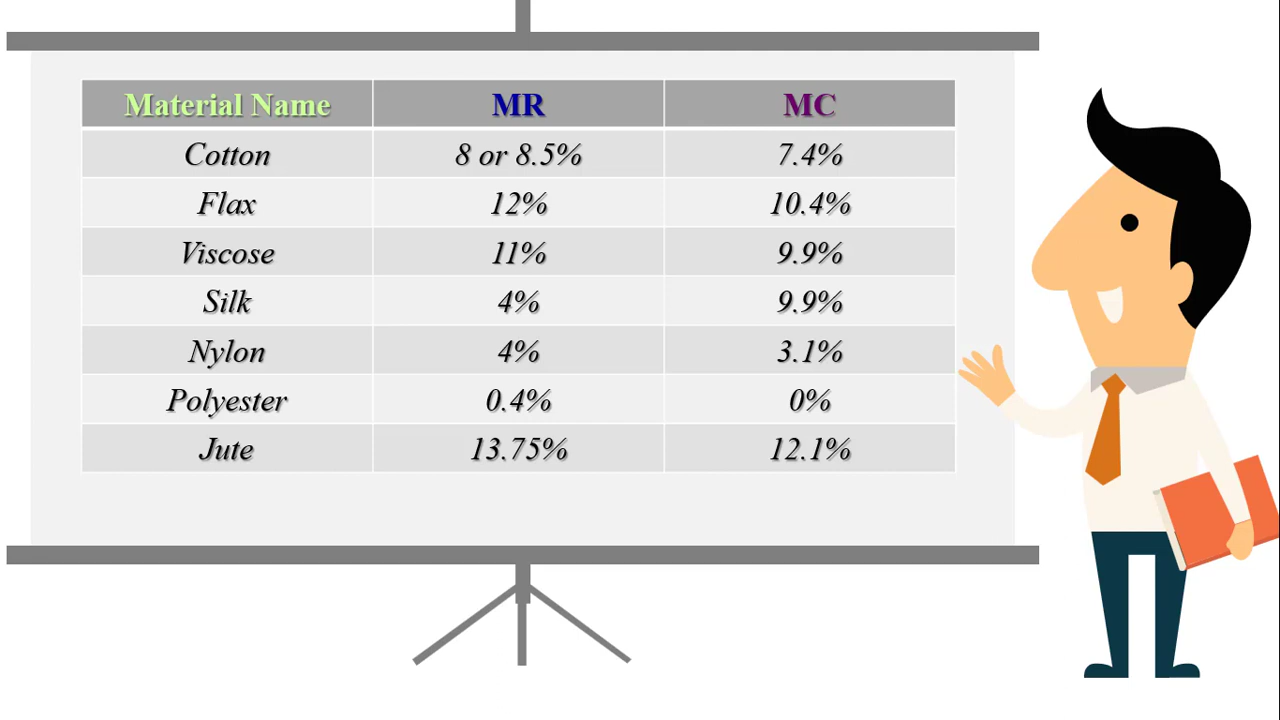 Material Name MR MC
Cotton 8 or 8.5% 7.4%
Flax 12% 10.4%
Viscose 11% 9.9%
Silk 4% 9.9%
Nylon 4% 3.1%
Polyester 0.4% 0%
Jute 13.75% 12.1%